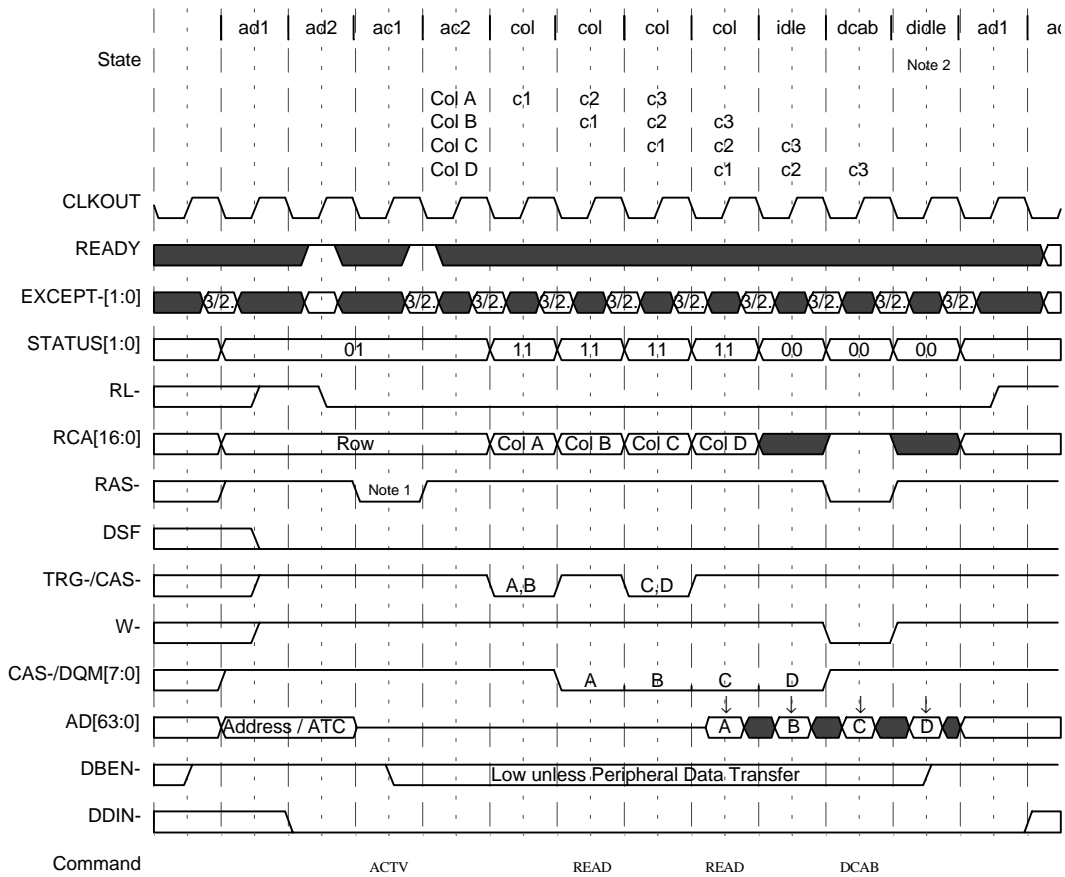 ad1 ad2 ac1 ac2 col col col col idle dcab didle ad1 ac
State Note 2
Col A c1 c2 c3
Col B c1 c2 c3
Col C c1 c2 c3
Col D c1 c2 c3
CLKOUT
READY
EXCEPT-[1:0] 3/2. 3/2. 3/2. 3/2. 3/2. 3/2. 3/2. 3/2. 3/2. 3/2.
STATUS[1:0] 01 11 11 11 11 00 00 00
RL-
RCA[16:0] Row Col A Col B Col C Col D
RAS- Note 1
DSF
TRG-/CAS- A,B C,D
W-
CAS-/DQM[7:0] A B C D
AD[63:0] Address / ATC A B C D
DBEN- Low unless Peripheral Data Transfer
DDIN-
Command ACTV READ READ DCAB